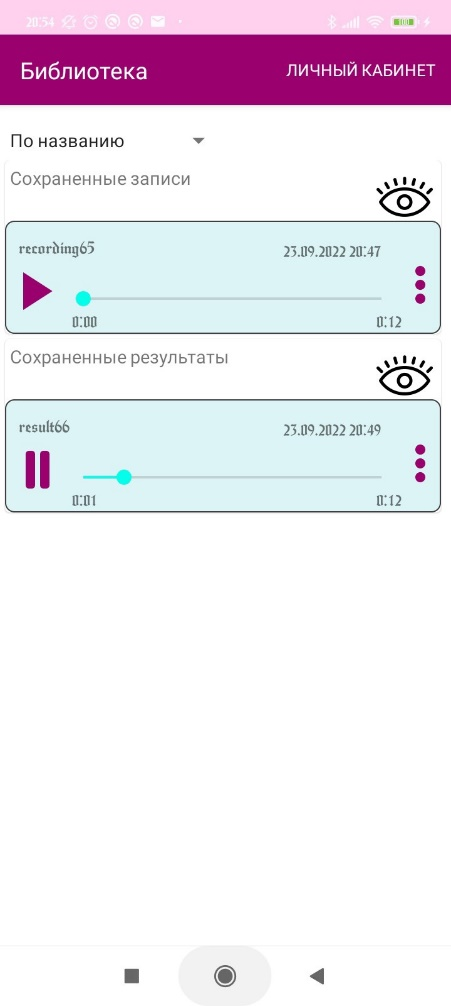 20:54
Библиотека ЛИЧНЫЙ КАБИНЕТ
По названию
Сохраненные записи
recording65 23.09.2022 20:47
0:00 0:12
Сохраненные результаты
result66 23.09.2022 20:49
0:01 0:12